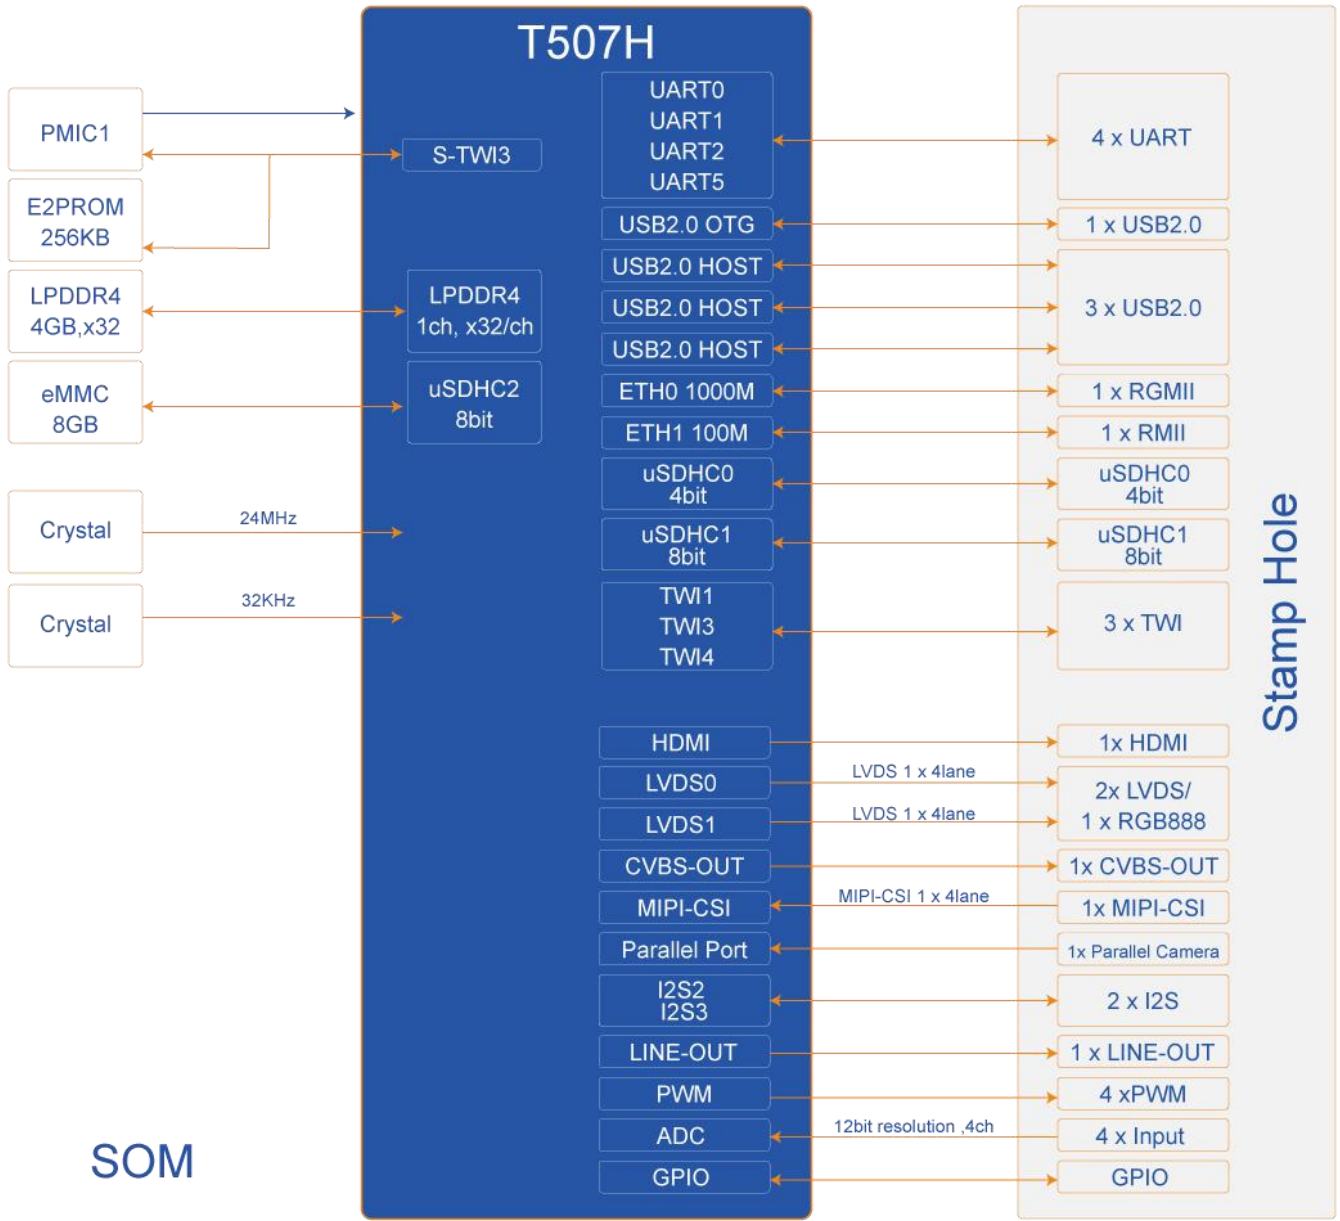 T507H
PMIC1
E2PROM
256KB
LPDDR4
4GB,x32
eMMC
8GB
Crystal
24MHz
Crystal
32KHz
S-TWI3
LPDDR4
1ch, x32/ch
uSDHC2
8bit
UART0
UART1
UART2
UART5
4 x UART
USB2.0 OTG
1 x USB2.0
USB2.0 HOST
USB2.0 HOST
USB2.0 HOST
3 x USB2.0
ETH0 1000M
1 x RGMII
ETH1 100M
1 x RMII
uSDHC0
4bit
uSDHC0
4bit
uSDHC1
8bit
uSDHC1
8bit
TWI1
TWI3
TWI4
3 x TWI
HDMI
1x HDMI
LVDS0
LVDS 1 x 4lane
LVDS1
LVDS 1 x 4lane
2x LVDS/
1 x RGB888
CVBS-OUT
1x CVBS-OUT
MIPI-CSI
MIPI-CSI 1 x 4lane
1x MIPI-CSI
Parallel Port
1x Parallel Camera
I2S2
I2S3
2 x I2S
LINE-OUT
1 x LINE-OUT
PWM
4 xPWM
ADC
12bit resolution ,4ch
4 x Input
GPIO
GPIO
Stamp Hole
SOM